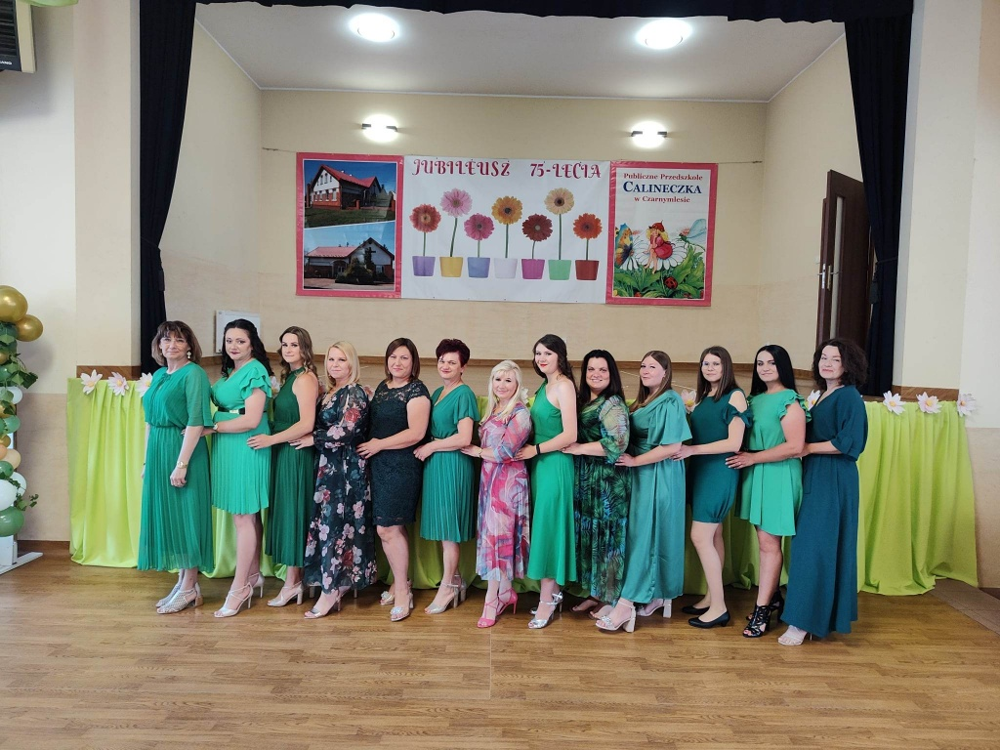 JUBILEUSZ 75-LECIA
Publiczne Przedszkole
CALINECZKA
w Czarnymlesie